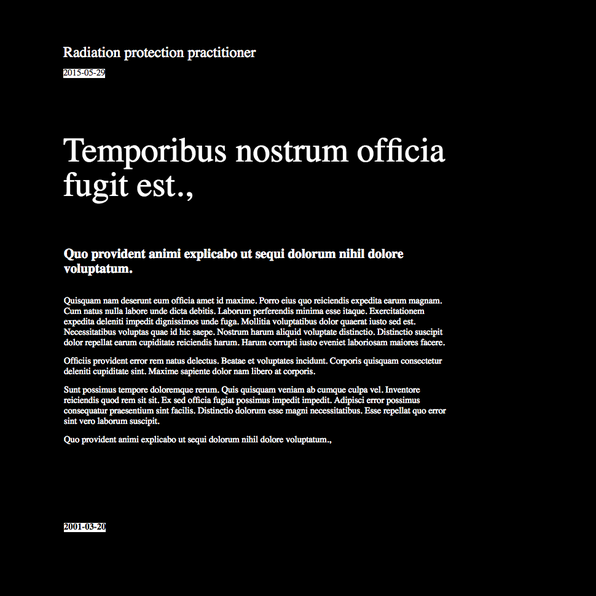 Radiation protection practitioner
2015-05-29
Temporibus nostrum officia
fugit est.,
Quo provident animi explicabo ut sequi dolorum nihil dolore
voluptatum.
Quisquam nam deserunt eum officia amet id maxime. Porro eius quo reiciendis expedita earum magnam.
Cum natus nulla labore unde dicta debitis. Laborum perferendis minima esse itaque. Exercitationem
expedita deleniti impedit dignissimos unde fuga. Mollitia voluptatibus dolor quaerat iusto sed est.
Necessitatibus voluptas quae id hic saepe. Nostrum harum aliquid voluptate distinctio. Distinctio suscipit
dolor repellat earum cupiditate reiciendis harum. Harum corrupti iusto eveniet laboriosam maiores facere.
Officiis provident error rem natus delectus. Beatae et voluptates incidunt. Corporis quisquam consectetur
deleniti cupiditate sint. Maxime sapiente dolor nam libero at corporis.
Sunt possimus tempore doloremque rerum. Quis quisquam veniam ab cumque culpa vel. Inventore
reiciendis quod rem sit sit. Ex sed officia fugiat possimus impedit impedit. Adipisci error possimus
consequatur praesentium sint facilis. Distinctio dolorum esse magni necessitatibus. Esse repellat quo error
sint vero laborum suscipit.
Quo provident animi explicabo ut sequi dolorum nihil dolore voluptatum.,
2001-03-20